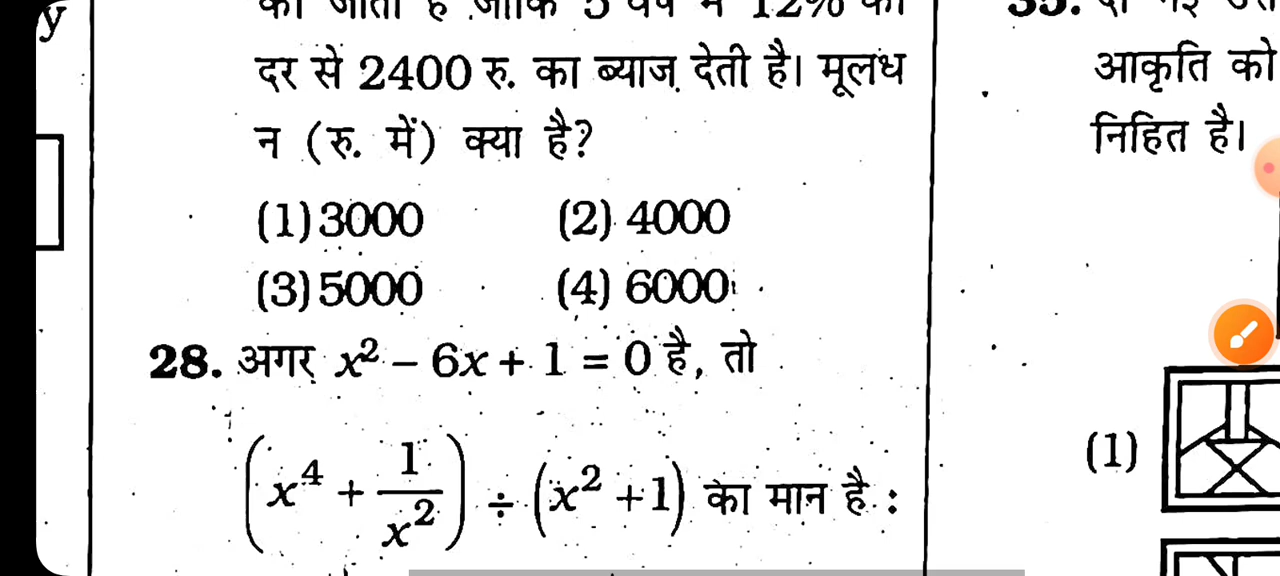 y
दर से 2400 रु. का ब्याज देती है। मूलध
न (रु. में) क्या है?
(1) 3000 (2) 4000
(3) 5000 (4) 6000
28. अगर x² – 6x + 1 = 0 है, तो
(x⁴ + 1/x²) ÷ (x² + 1) का मान है :
35.
आकृति को
निहित है।
(1)